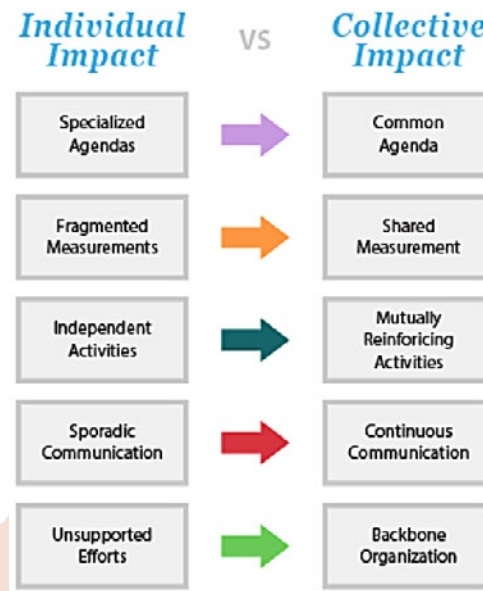 Individual
Impact
VS
Collective
Impact
Specialized
Agendas
Common
Agenda
Fragmented
Measurements
Shared
Measurement
Independent
Activities
Mutually
Reinforicing
Activities
Sporadic
Communication
Continuous
Communication
Unsupported
Efforts
Backbone
Organization